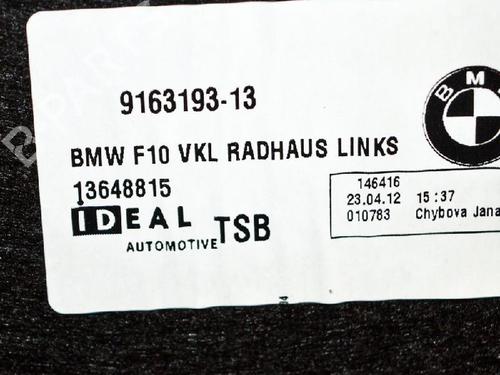 9163193-13
BMW
BMW F10 VKL RADHAUS LINKS
13648815
IDEAL
AUTOMOTIVE
TSB
146416
23.04.12 15:37
010783 Chybova Jana